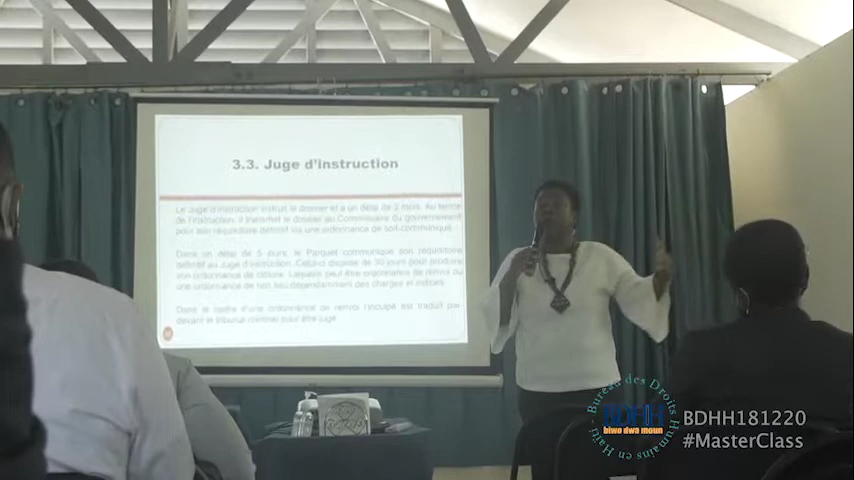 3.3. Juge d'instruction
Le Juge d'instruction instruit le dossier et a un délai de 3 mois. Au terme
de l'instruction, il transmet le dossier au Commissaire du gouvernement
pour son réquisitoire définitif via une ordonnance de soit-communiqué.
Dans un délai de 5 jours, le Parquet communique son réquisitoire
définitif au Juge d'instruction. Celui-ci dispose de 30 jours pour produire
son ordonnance de clôture. Laquelle peut être ordonnance de renvoi ou
une ordonnance de non lieu dépendamment des charges et indices.
Dans le cadre d'une ordonnance de renvoi l'inculpé est traduit par
devant le tribunal criminel pour être jugé
Bureau des Droits Humains en Haïti
BDHH
biwo dwa moun
BDHH181220
#MasterClass